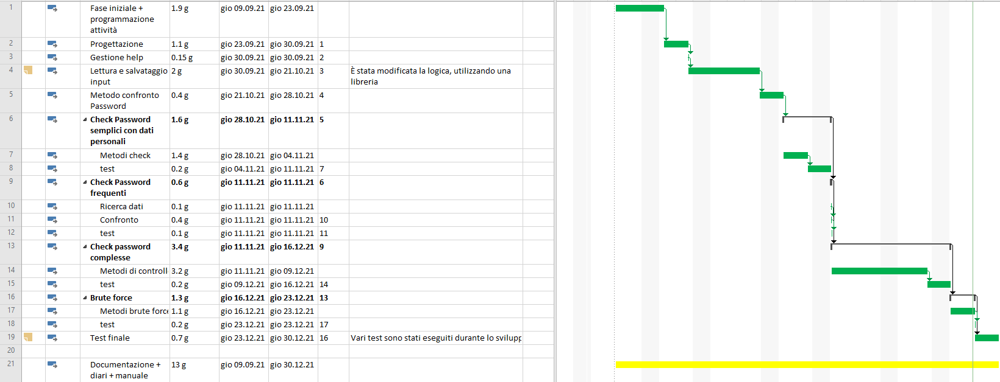 1 Fase iniziale + 1.9 g gio 09.09.21 gio 23.09.21
programmazione
attività
2 Progettazione 1.1 g gio 23.09.21 gio 30.09.21 1
3 Gestione help 0.15 g gio 30.09.21 gio 30.09.21 2
4 Lettura e salvataggio 2 g gio 30.09.21 gio 21.10.21 3 È stata modificata la logica, utilizzando una
input libreria
5 Metodo confronto 0.4 g gio 21.10.21 gio 28.10.21 4
Password
6 Check Password 1.6 g gio 28.10.21 gio 11.11.21 5
semplici con dati
personali
7 Metodi check 1.4 g gio 28.10.21 gio 04.11.21
8 test 0.2 g gio 04.11.21 gio 11.11.21 7
9 Check Password 0.6 g gio 11.11.21 gio 11.11.21 6
frequenti
10 Ricerca dati 0.1 g gio 11.11.21 gio 11.11.21
11 Confronto 0.4 g gio 11.11.21 gio 11.11.21 10
12 test 0.1 g gio 11.11.21 gio 11.11.21 11
13 Check password 3.4 g gio 11.11.21 gio 16.12.21 9
complesse
14 Metodi di controll 3.2 g gio 11.11.21 gio 09.12.21
15 test 0.2 g gio 09.12.21 gio 16.12.21 14
16 Brute force 1.3 g gio 16.12.21 gio 23.12.21 13
17 Metodi brute force 1.1 g gio 16.12.21 gio 23.12.21
18 test 0.2 g gio 23.12.21 gio 23.12.21 17
19 Test finale 0.7 g gio 23.12.21 gio 30.12.21 16 Vari test sono stati eseguiti durante lo svilupp
20
21 Documentazione + 13 g gio 09.09.21 gio 30.12.21
diari + manuale